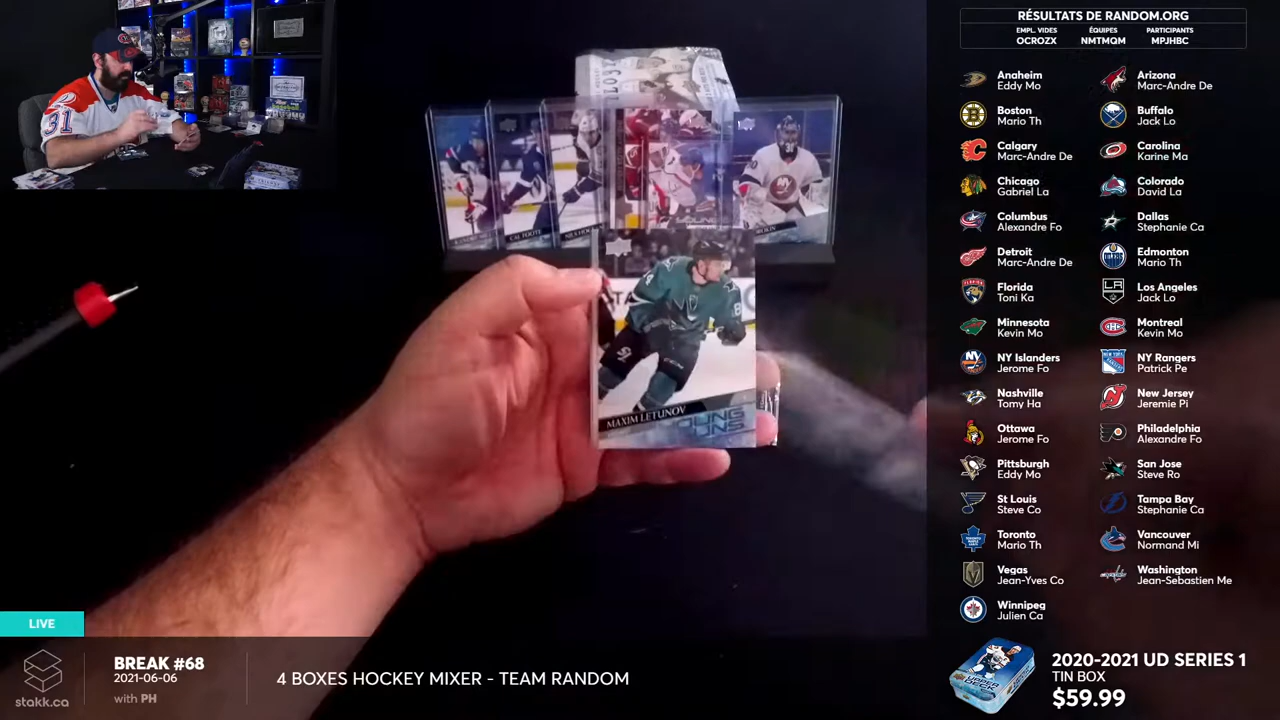 RÉSULTATS DE RANDOM.ORG
EMPL. VIDES
OCROZX
ÉQUIPES
NMTMQM
PARTICIPANTS
MPJHBC
Anaheim
Eddy Mo
Arizona
Marc-Andre De
Boston
Mario Th
Buffalo
Jack Lo
Calgary
Marc-Andre De
Carolina
Karine Ma
Chicago
Gabriel La
Colorado
David La
Columbus
Alexandre Fo
Dallas
Stephanie Ca
Detroit
Marc-Andre De
Edmonton
Mario Th
Florida
Toni Ka
Los Angeles
Jack Lo
Minnesota
Kevin Mo
Montreal
Kevin Mo
NY Islanders
Jerome Fo
NY Rangers
Patrick Pe
Nashville
Tomy Ha
New Jersey
Jeremie Pi
Ottawa
Jerome Fo
Philadelphia
Alexandre Fo
Pittsburgh
Eddy Mo
San Jose
Steve Ro
St Louis
Steve Co
Tampa Bay
Stephanie Ca
Toronto
Mario Th
Vancouver
Normand Mi
Vegas
Jean-Yves Co
Washington
Jean-Sebastien Me
Winnipeg
Julien Ca
31
CAL FOOTE
MAXIM LETUNOV
LIVE
stakk.ca
BREAK #68
2021-06-06
with PH
4 BOXES HOCKEY MIXER - TEAM RANDOM
2020-2021 UD SERIES 1
TIN BOX
$59.99